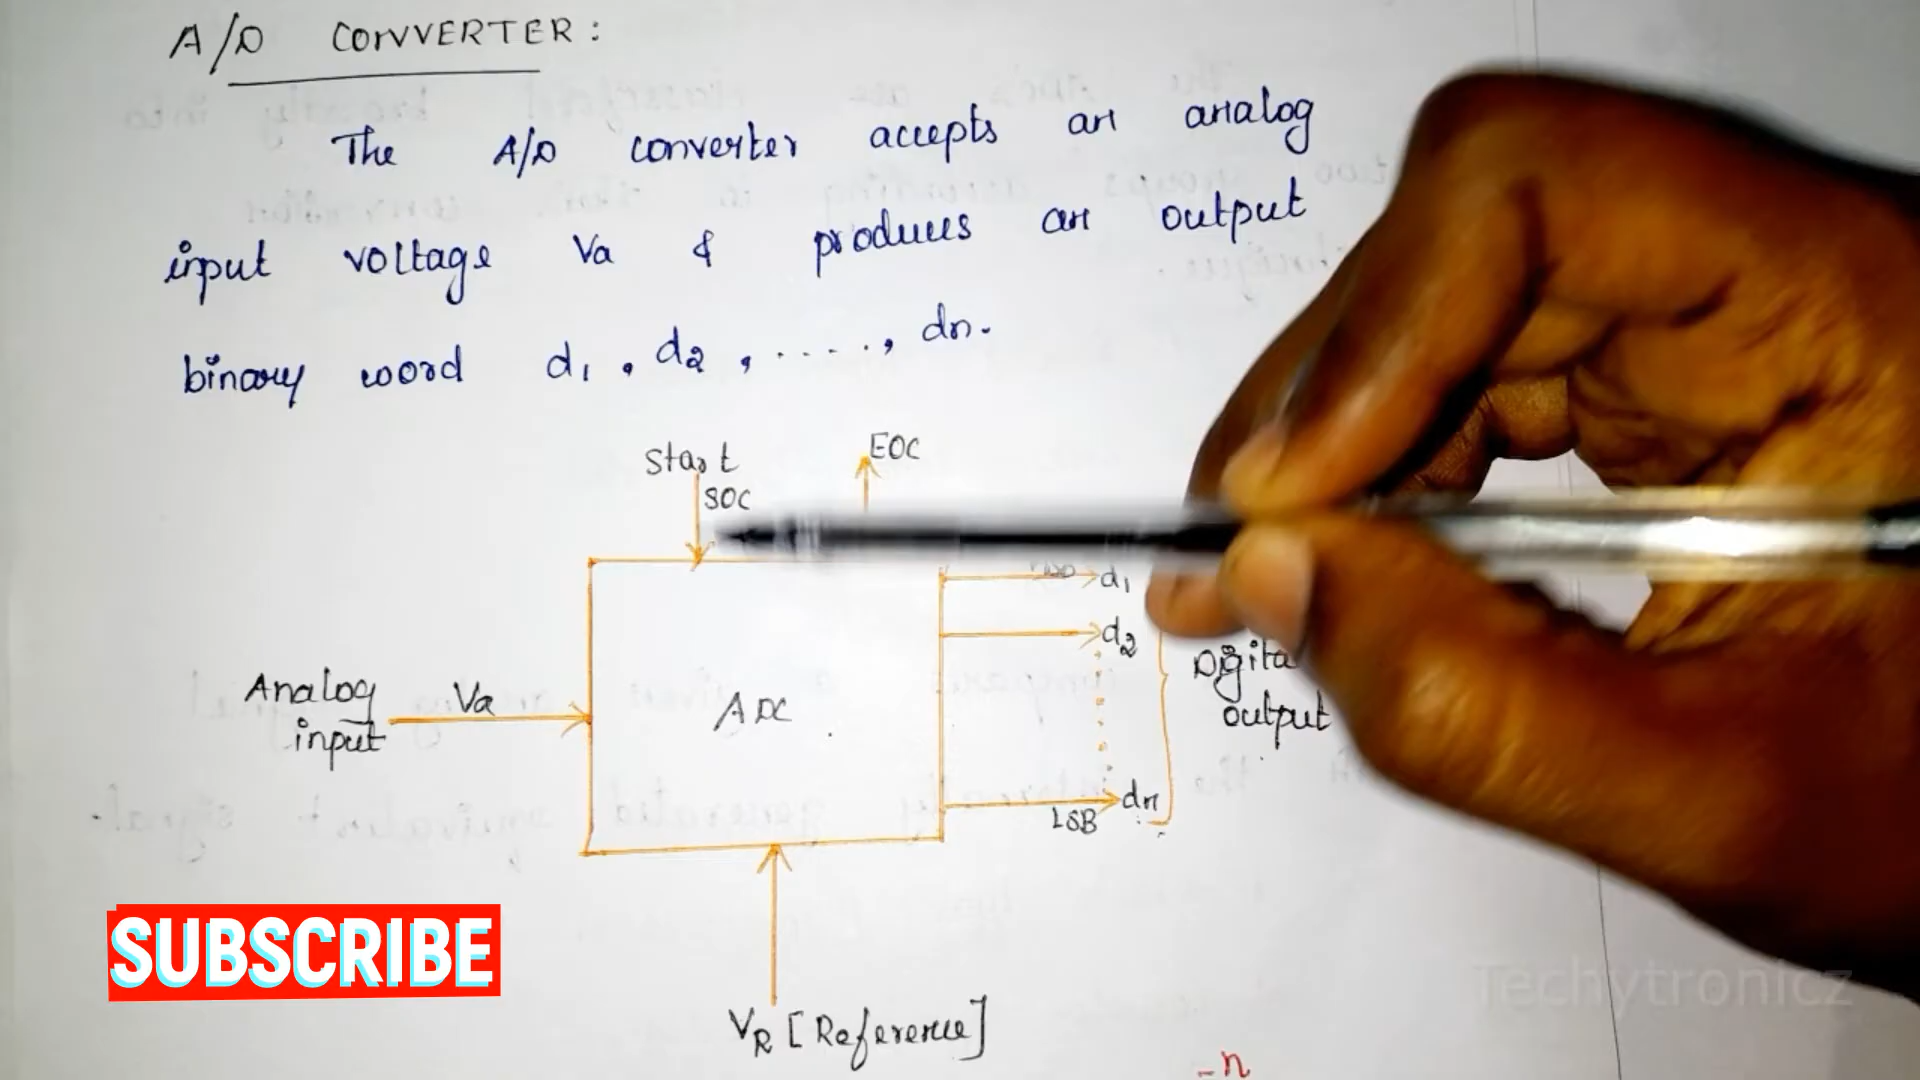 A/D CONVERTER:
The A/D converter accepts an analog
input voltage Va & produces an output
binary word d1, d2, ....., dn.
Start
EOC
SOC
d1
d2
Analog
input
Va
ADC
Digita
output
dn
LSB
SUBSCRIBE
Techytronicz
VR [Reference]
-n